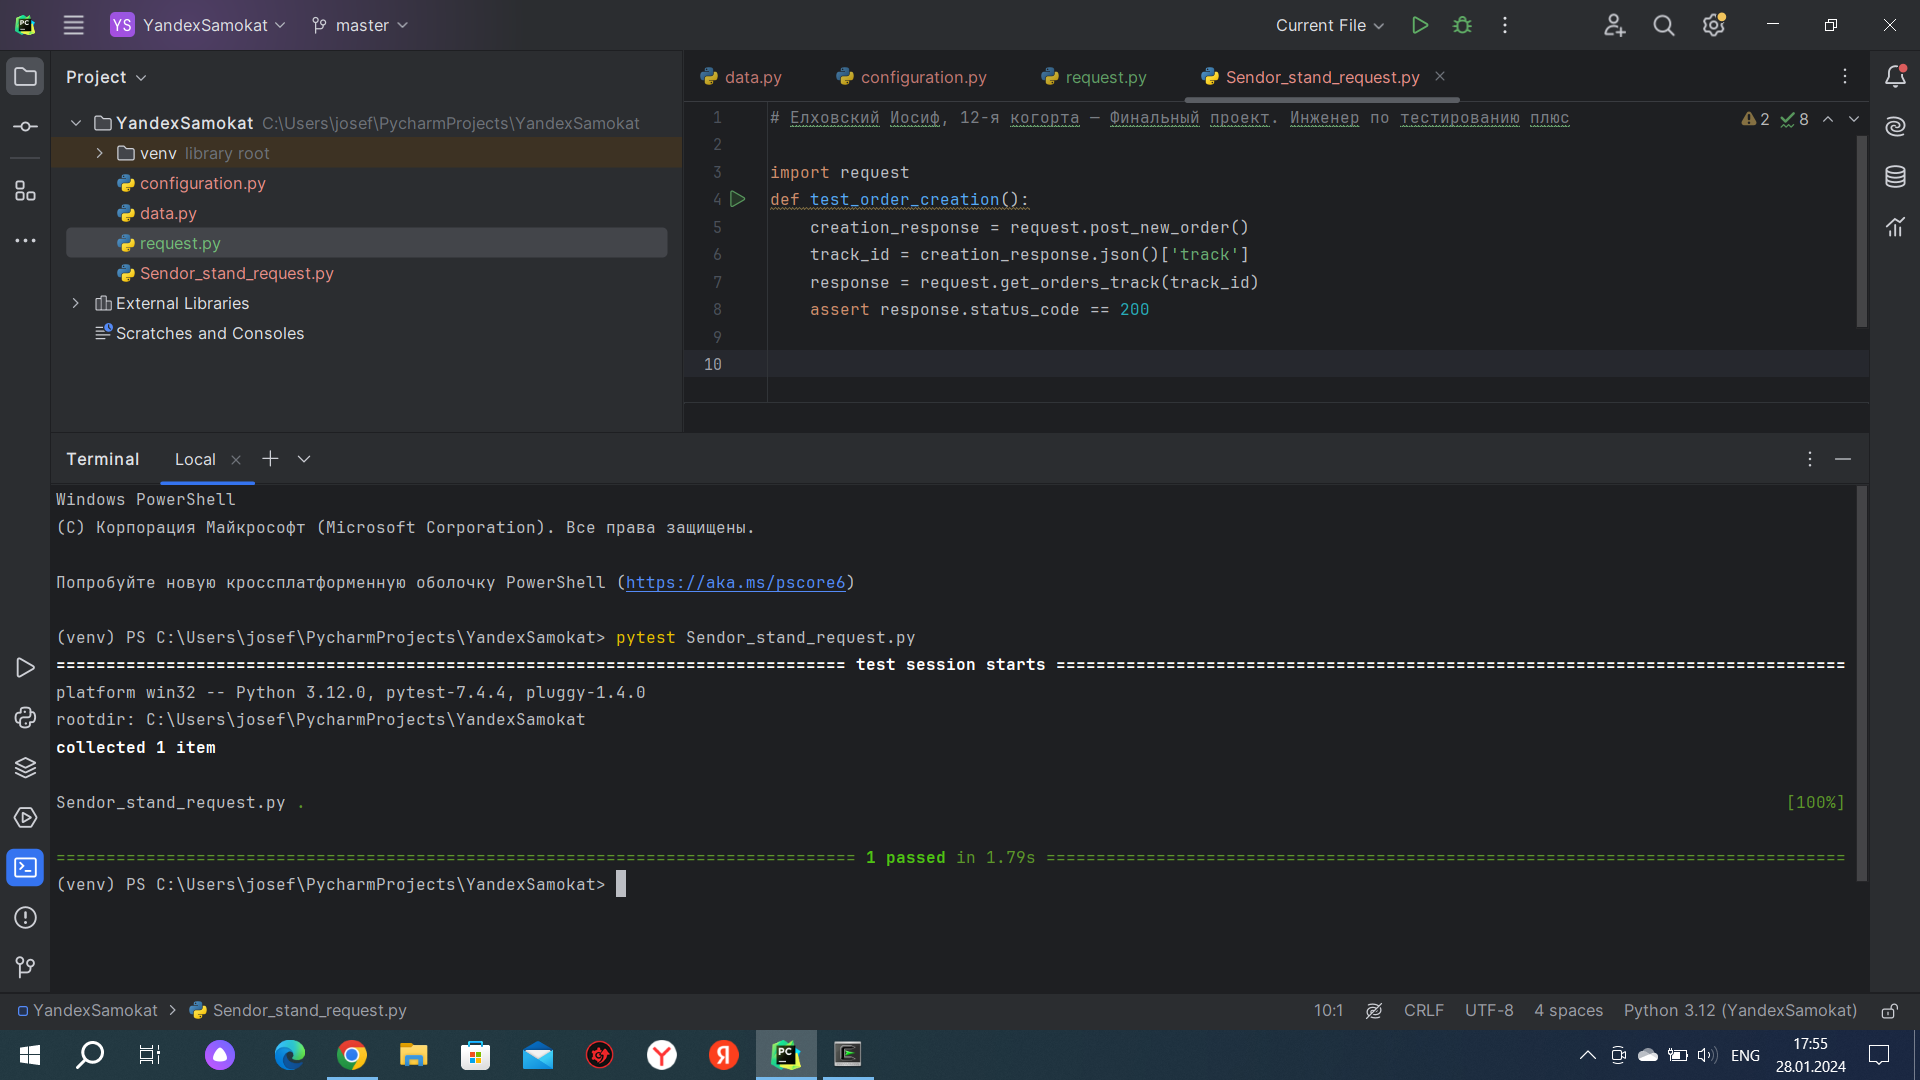 YS YandexSamokat master Current File
Project
YandexSamokat C:\Users\josef\PycharmProjects\YandexSamokat
venv library root
configuration.py
data.py
request.py
Sendor_stand_request.py
External Libraries
Scratches and Consoles
data.py configuration.py request.py Sendor_stand_request.py
1 # Елховский Иосиф, 12-я когорта — Финальный проект. Инженер по тестированию плюс
2 8
2
3 import request
4 def test_order_creation():
5 creation_response = request.post_new_order()
6 track_id = creation_response.json()['track']
7 response = request.get_orders_track(track_id)
8 assert response.status_code == 200
9
10
Terminal Local
Windows PowerShell
(C) Корпорация Майкрософт (Microsoft Corporation). Все права защищены.
Попробуйте новую кроссплатформенную оболочку PowerShell (https://aka.ms/pscore6)
(venv) PS C:\Users\josef\PycharmProjects\YandexSamokat> pytest Sendor_stand_request.py
=============================================================================== test session starts ===============================================================================
platform win32 -- Python 3.12.0, pytest-7.4.4, pluggy-1.4.0
rootdir: C:\Users\josef\PycharmProjects\YandexSamokat
collected 1 item
Sendor_stand_request.py . [100%]
================================================================================ 1 passed in 1.79s ================================================================================
(venv) PS C:\Users\josef\PycharmProjects\YandexSamokat>
YandexSamokat > Sendor_stand_request.py 10:1 CRLF UTF-8 4 spaces Python 3.12 (YandexSamokat)
ENG 17:55
28.01.2024